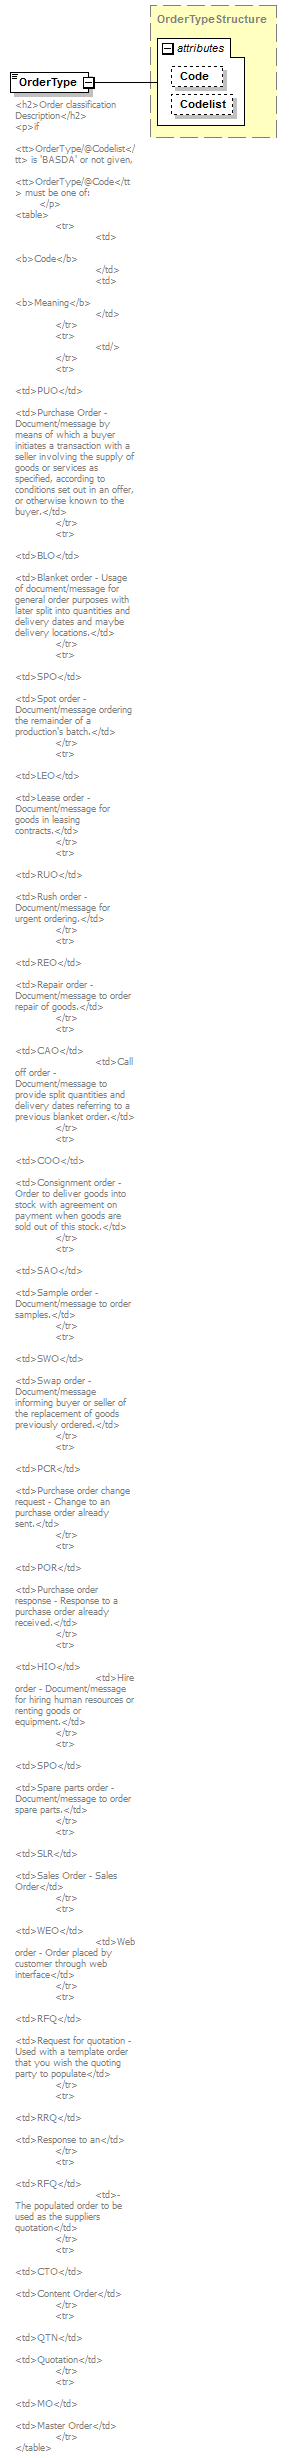 OrderTypeStructure
attributes
OrderType
Code
Codelist
<h2>Order classification
Description</h2>
<p>if
<tt>OrderType/@Codelist</
tt> is 'BASDA' or not given,
<tt>OrderType/@Code</tt
> must be one of:
</p>
<table>
<tr>
<td>
<b>Code</b>
</td>
<td>
<b>Meaning</b>
</td>
</tr>
<tr>
<td/>
</tr>
<tr>
<td>PUO</td>
<td>Purchase Order -
Document/message by
means of which a buyer
initiates a transaction with a
seller involving the supply of
goods or services as
specified, according to
conditions set out in an offer,
or otherwise known to the
buyer.</td>
</tr>
<tr>
<td>BLO</td>
<td>Blanket order - Usage
of document/message for
general order purposes with
later split into quantities and
delivery dates and maybe
delivery locations.</td>
</tr>
<tr>
<td>SPO</td>
<td>Spot order -
Document/message ordering
the remainder of a
production's batch.</td>
</tr>
<tr>
<td>LEO</td>
<td>Lease order -
Document/message for
goods in leasing
contracts.</td>
</tr>
<tr>
<td>RUO</td>
<td>Rush order -
Document/message for
urgent ordering.</td>
</tr>
<tr>
<td>REO</td>
<td>Repair order -
Document/message to order
repair of goods.</td>
</tr>
<tr>
<td>CAO</td>
<td>Call
off order -
Document/message to
provide split quantities and
delivery dates referring to a
previous blanket order.</td>
</tr>
<tr>
<td>COO</td>
<td>Consignment order -
Order to deliver goods into
stock with agreement on
payment when goods are
sold out of this stock.</td>
</tr>
<tr>
<td>SAO</td>
<td>Sample order -
Document/message to order
samples.</td>
</tr>
<tr>
<td>SWO</td>
<td>Swap order -
Document/message
informing buyer or seller of
the replacement of goods
previously ordered.</td>
</tr>
<tr>
<td>PCR</td>
<td>Purchase order change
request - Change to an
purchase order already
sent.</td>
</tr>
<tr>
<td>POR</td>
<td>Purchase order
response - Response to a
purchase order already
received.</td>
</tr>
<tr>
<td>HIO</td>
<td>Hire
order - Document/message
for hiring human resources or
renting goods or
equipment.</td>
</tr>
<tr>
<td>SPO</td>
<td>Spare parts order -
Document/message to order
spare parts.</td>
</tr>
<tr>
<td>SLR</td>
<td>Sales Order - Sales
Order</td>
</tr>
<tr>
<td>WEO</td>
<td>Web
order - Order placed by
customer through web
interface</td>
</tr>
<tr>
<td>RFQ</td>
<td>Request for quotation -
Used with a template order
that you wish the quoting
party to populate</td>
</tr>
<tr>
<td>RRQ</td>
<td>Response to an</td>
</tr>
<tr>
<td>RFQ</td>
<td>-
The populated order to be
used as the suppliers
quotation</td>
</tr>
<tr>
<td>CTO</td>
<td>Content Order</td>
</tr>
<tr>
<td>QTN</td>
<td>Quotation</td>
</tr>
<tr>
<td>MO</td>
<td>Master Order</td>
</tr>
</table>